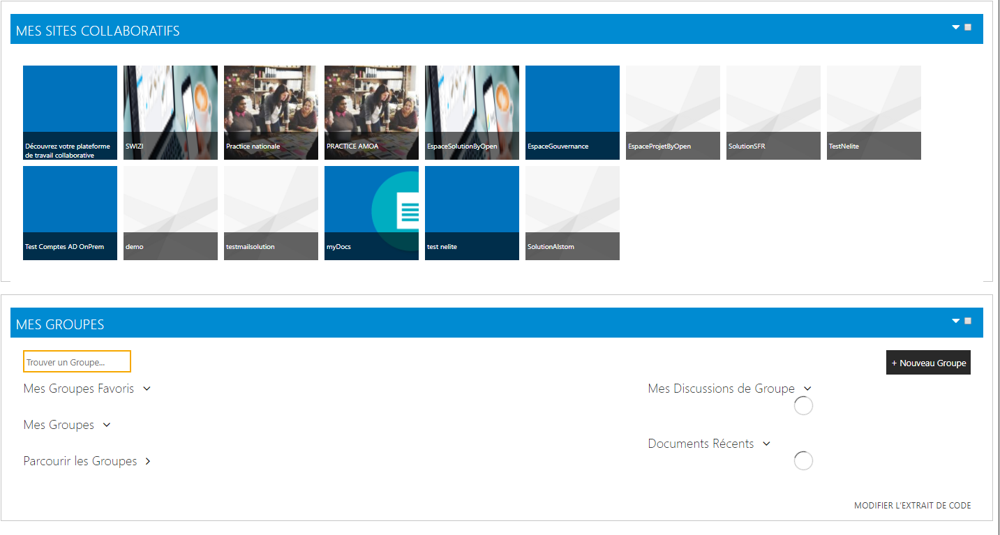 MES SITES COLLABORATIFS
Découvrez votre plateforme
de travail collaborative
SWIZI
Practice nationale
PRACTICE AMOA
EspaceSolutionByOpen
EspaceGouvernance
EspaceProjetByOpen
SolutionSFR
TestNelite
Test Comptes AD OnPrem
demo
testmailsolution
myDocs
test nelite
SolutionAlstom
MES GROUPES
Trouver un Groupe...
+ Nouveau Groupe
Mes Groupes Favoris
Mes Discussions de Groupe
Mes Groupes
Documents Récents
Parcourir les Groupes
MODIFIER L'EXTRAIT DE CODE